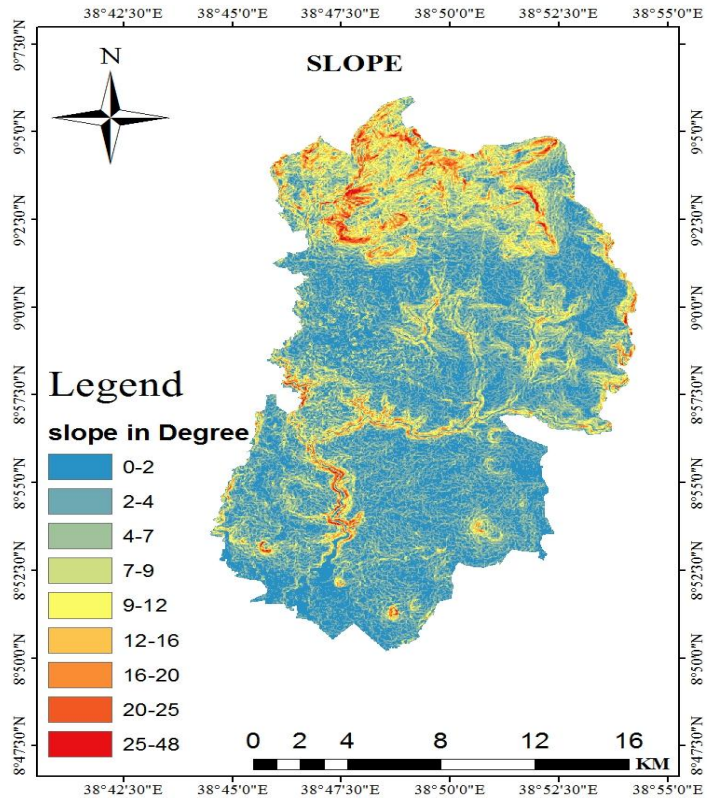 38°42'30"E 38°45'0"E 38°47'30"E 38°50'0"E 38°52'30"E 38°55'0"E
9°7'30"N 9°7'30"N
N
SLOPE
9°5'0"N 9°5'0"N
9°2'30"N 9°2'30"N
9°0'0"N 9°0'0"N
8°57'30"N 8°57'30"N
Legend
slope in Degree
0-2
8°55'0"N 8°55'0"N
2-4
4-7
7-9
8°52'30"N 8°52'30"N
9-12
12-16
8°50'0"N 8°50'0"N
16-20
20-25
25-48
8°47'30"N 8°47'30"N
0 2 4 8 12 16
KM
38°42'30"E 38°45'0"E 38°47'30"E 38°50'0"E 38°52'30"E 38°55'0"E